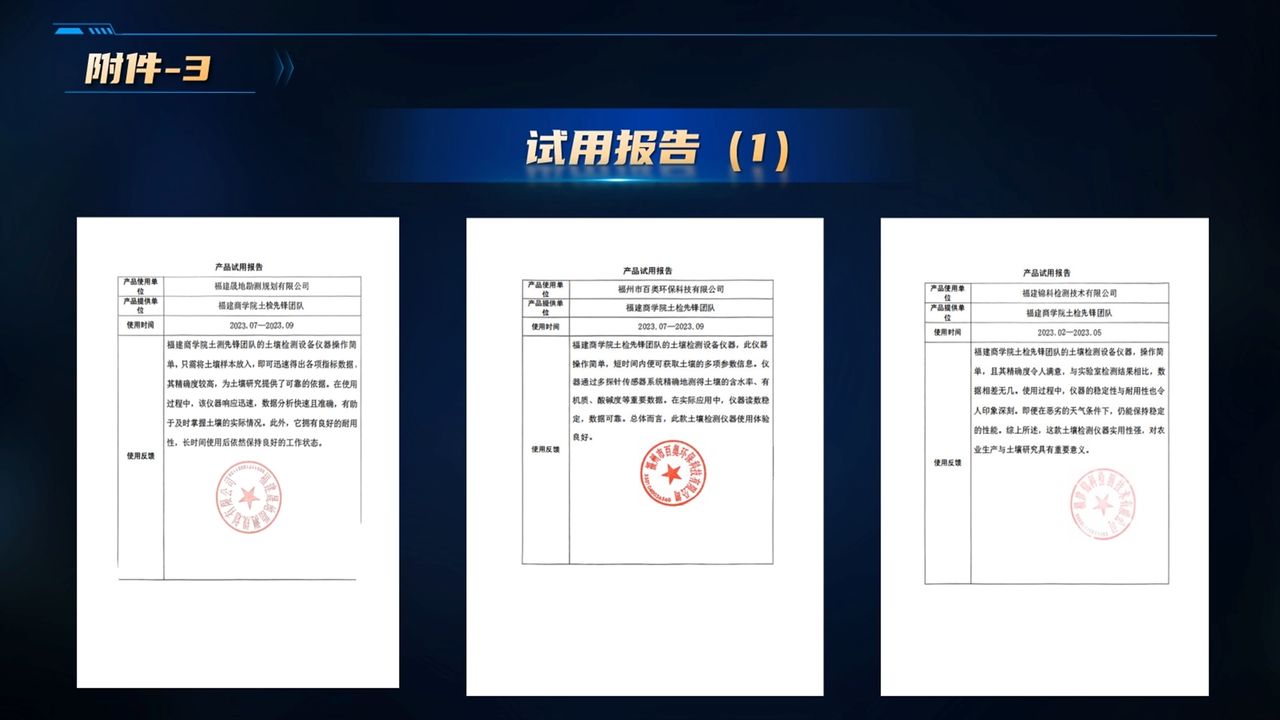 附件-3
试用报告（1）
产品试用报告
产品使用单位
福建晟地勘测规划有限公司
产品提供单位
福建商学院土检先锋团队
使用时间
2023.07—2023.09
使用反馈
福建商学院土测先锋团队的土壤检测设备仪器操作简
单，只需将土壤样本放入，即可迅速得出各项指标数据，
其精确度较高，为土壤研究提供了可靠的依据。在使用
过程中，该仪器响应迅速，数据分析快速且准确，有助
于及时掌握土壤的实际情况。此外，它拥有良好的耐用
性，长时间使用后依然保持良好的工作状态。
产品试用报告
产品使用单位
福州市百奥环保科技有限公司
产品提供单位
福建商学院土检先锋团队
使用时间
2023.07—2023.09
使用反馈
福建商学院土检先锋团队的土壤检测设备仪器，此仪器
操作简单，短时间内便可获取土壤的多项参数信息。仪
器通过多探针传感器系统精确地测得土壤的含水率、有
机质、酸碱度等重要数据。在实际应用中，仪器读数稳
定，数据可靠。总体而言，此款土壤检测仪器使用体验
良好。
福州市百奥环保科技有限公司
产品试用报告
产品使用单位
福建锦科检测技术有限公司
产品提供单位
福建商学院土检先锋团队
使用时间
2023.02—2023.05
使用反馈
福建商学院土检先锋团队的土壤检测设备仪器，操作简
单，且其精确度令人满意，与实验室检测结果相比，数
据相差无几。使用过程中，仪器的稳定性与耐用性也令
人印象深刻。即便在恶劣的天气条件下，仍能保持稳定
的性能。综上所述，这款土壤检测仪器实用性强，对农
业生产与土壤研究具有重要意义。